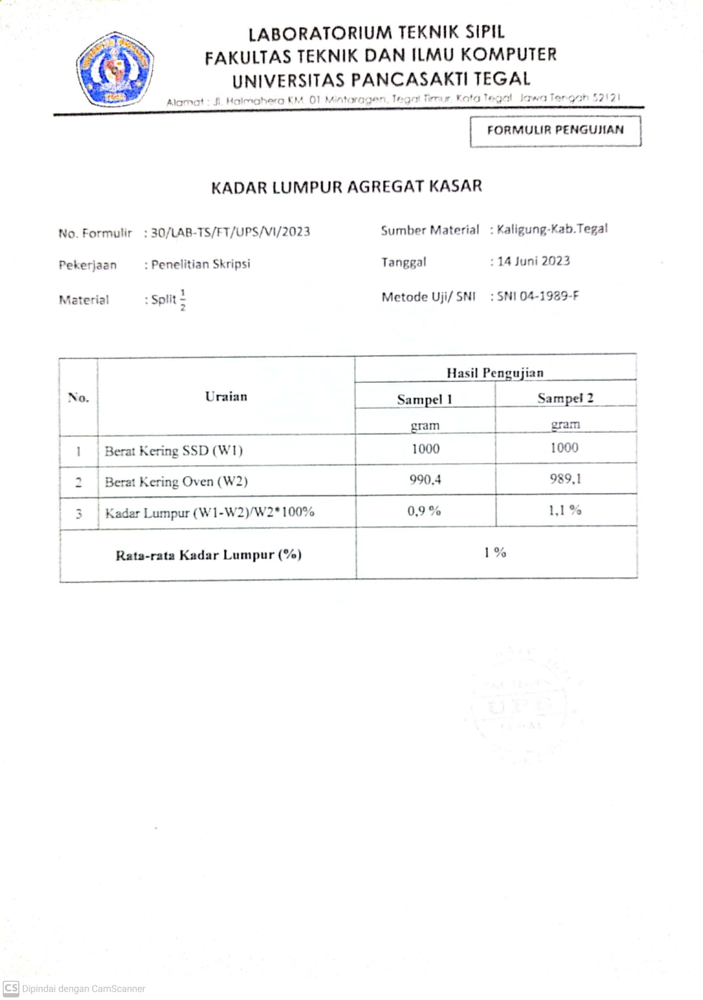 LABORATORIUM TEKNIK SIPIL
FAKULTAS TEKNIK DAN ILMU KOMPUTER
UNIVERSITAS PANCASAKTI TEGAL
Alamat : Jl. Halmahera KM. 01 Mintaragen, Tegal Timur, Kota Tegal, Jawa Tengah 52121
FORMULIR PENGUJIAN
KADAR LUMPUR AGREGAT KASAR
No. Formulir : 30/LAB-TS/FT/UPS/VI/2023 Sumber Material : Kaligung-Kab.Tegal
Pekerjaan : Penelitian Skripsi Tanggal : 14 Juni 2023
Material : Split 1/2 Metode Uji/ SNI : SNI 04-1989-F
No. Uraian Hasil Pengujian
Sampel 1 Sampel 2
gram gram
1 Berat Kering SSD (W1) 1000 1000
2 Berat Kering Oven (W2) 990,4 989,1
3 Kadar Lumpur (W1-W2)/W2*100% 0,9 % 1,1 %
Rata-rata Kadar Lumpur (%) 1 %
UPS
TEGAL
CS Dipindai dengan CamScanner